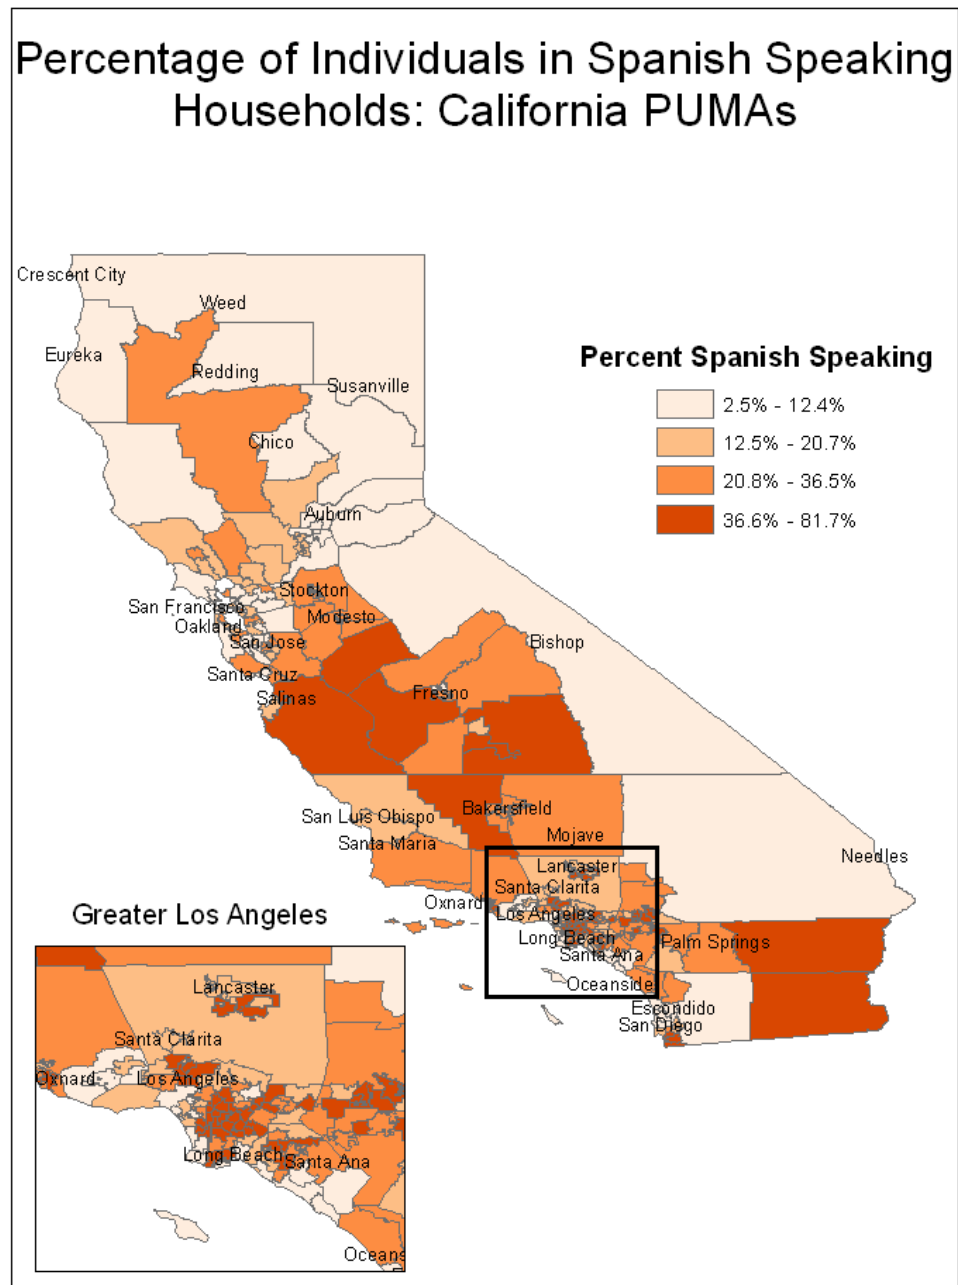 Percentage of Individuals in Spanish Speaking
Households: California PUMAs
Crescent City
Weed
Eureka
Redding
Susanville
Chico
Auburn
Percent Spanish Speaking
2.5% - 12.4%
12.5% - 20.7%
20.8% - 36.5%
36.6% - 81.7%
Stockton
San Francisco
Modesto
Oakland
San Jose
Bishop
Santa Cruz
Fresno
Salinas
Bakersfield
San Luis Obispo
Mojave
Santa Maria
Needles
Lancaster
Santa Clarita
Oxnard
Los Angeles
Long Beach
Palm Springs
Santa Ana
Oceanside
Escondido
San Diego
Greater Los Angeles
Lancaster
Santa Clarita
Oxnard
Los Angeles
Long Beach
Santa Ana
Oceans